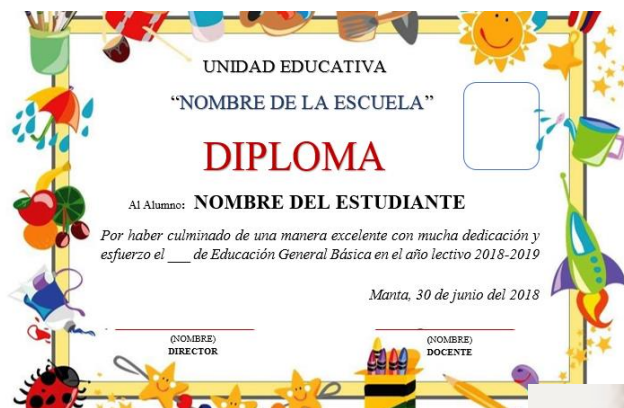 UNIDAD EDUCATIVA
“NOMBRE DE LA ESCUELA”
DIPLOMA
Al Alumno: NOMBRE DEL ESTUDIANTE
Por haber culminado de una manera excelente con mucha dedicación y
esfuerzo el ___ de Educación General Básica en el año lectivo 2018-2019
Manta, 30 de junio del 2018
(NOMBRE)
DIRECTOR
(NOMBRE)
DOCENTE